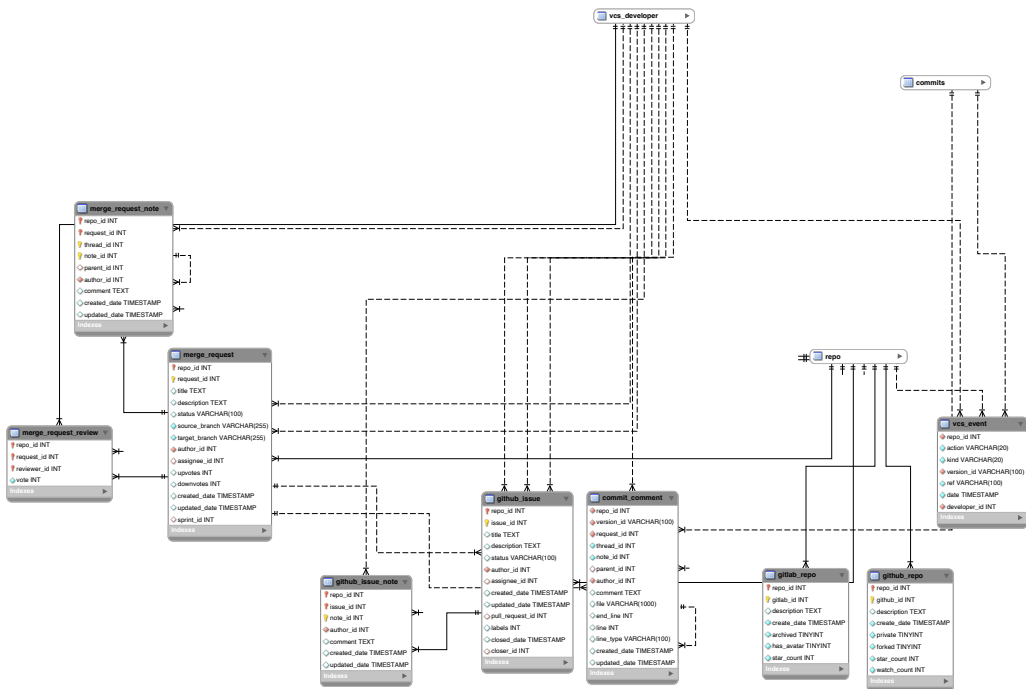 vcs_developer
commits
merge_request_note
repo_id INT
request_id INT
thread_id INT
note_id INT
parent_id INT
author_id INT
comment TEXT
created_date TIMESTAMP
updated_date TIMESTAMP
Indexes
merge_request
repo_id INT
request_id INT
title TEXT
description TEXT
status VARCHAR(100)
source_branch VARCHAR(255)
target_branch VARCHAR(255)
author_id INT
assignee_id INT
upvotes INT
downvotes INT
created_date TIMESTAMP
updated_date TIMESTAMP
sprint_id INT
Indexes
repo
merge_request_review
repo_id INT
request_id INT
reviewer_id INT
vote INT
Indexes
vcs_event
repo_id INT
action VARCHAR(20)
kind VARCHAR(20)
version_id VARCHAR(100)
ref VARCHAR(100)
date TIMESTAMP
developer_id INT
Indexes
github_issue
repo_id INT
issue_id INT
title TEXT
description TEXT
status VARCHAR(100)
author_id INT
assignee_id INT
created_date TIMESTAMP
updated_date TIMESTAMP
pull_request_id INT
labels INT
closed_date TIMESTAMP
closer_id INT
Indexes
commit_comment
repo_id INT
version_id VARCHAR(100)
request_id INT
thread_id INT
note_id INT
parent_id INT
author_id INT
comment TEXT
file VARCHAR(1000)
end_line INT
line INT
line_type VARCHAR(100)
created_date TIMESTAMP
updated_date TIMESTAMP
Indexes
github_issue_note
repo_id INT
issue_id INT
note_id INT
author_id INT
comment TEXT
created_date TIMESTAMP
updated_date TIMESTAMP
Indexes
gitlab_repo
repo_id INT
gitlab_id INT
description TEXT
create_date TIMESTAMP
archived TINYINT
has_avatar TINYINT
star_count INT
Indexes
github_repo
repo_id INT
github_id INT
description TEXT
create_date TIMESTAMP
private TINYINT
forked TINYINT
star_count INT
watch_count INT
Indexes